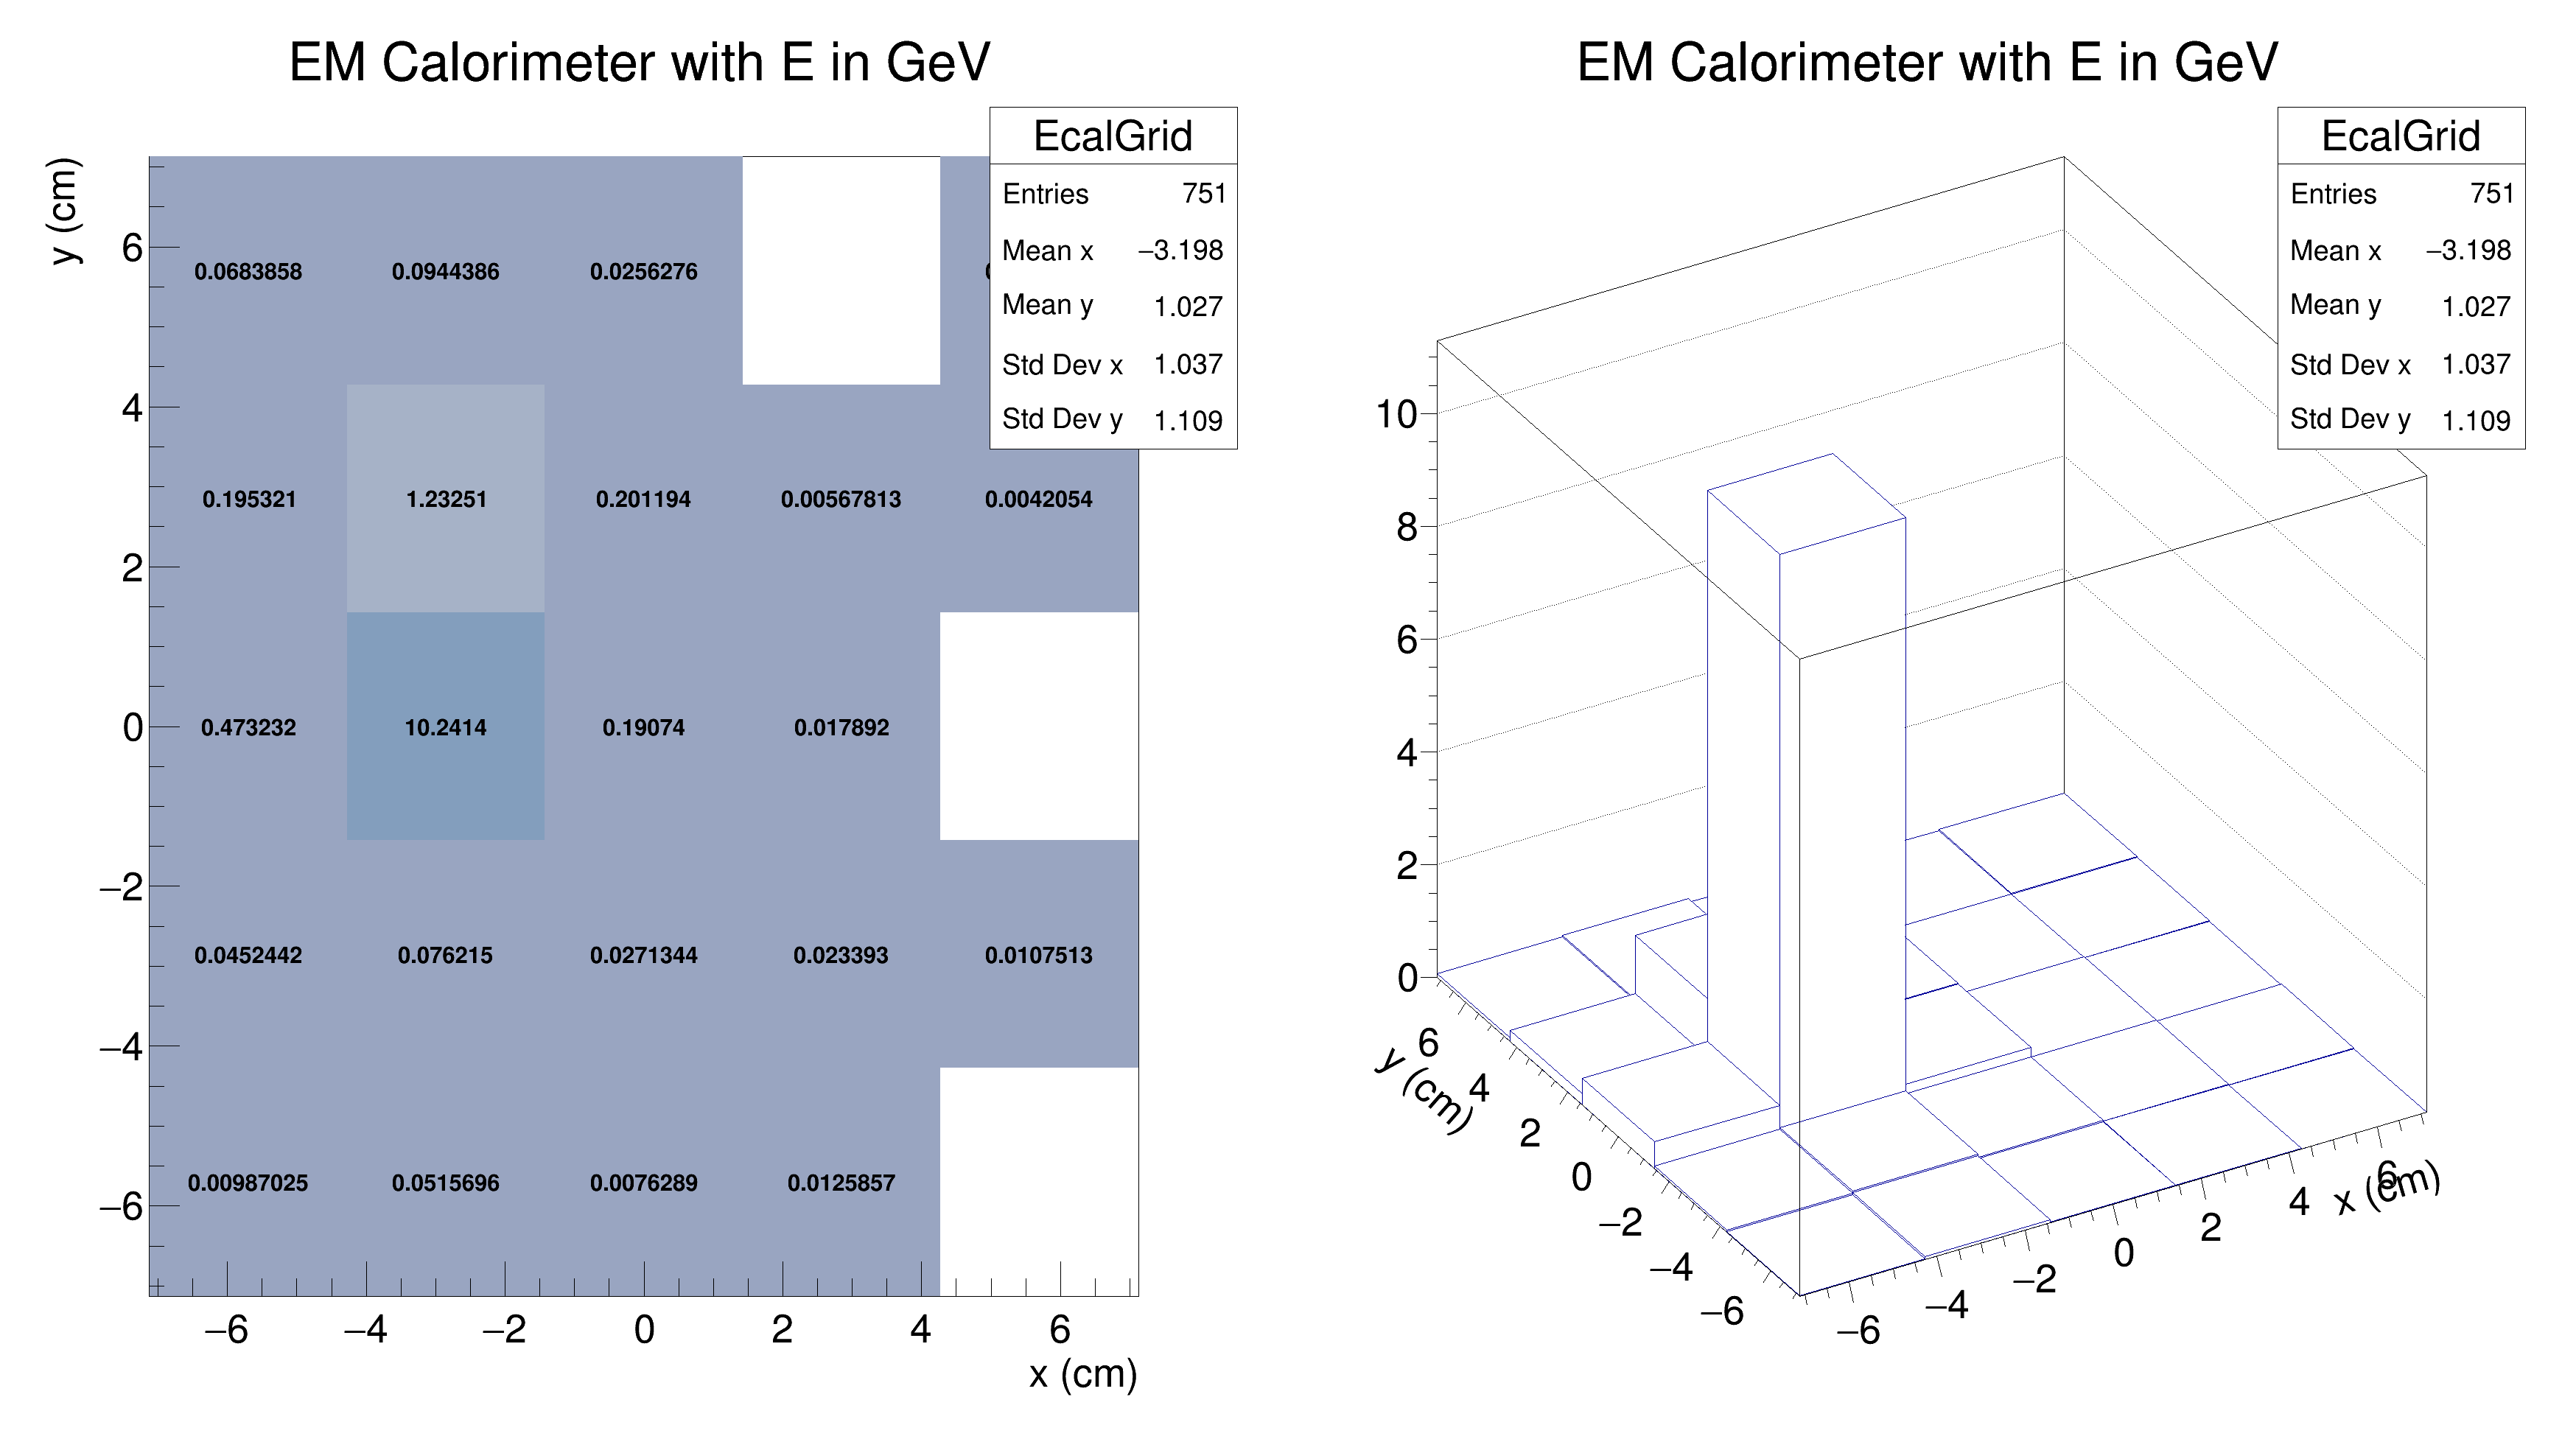 EM Calorimeter with E in GeV
EcalGrid
Entries 751
Mean x −3.198
Mean y 1.027
Std Dev x 1.037
Std Dev y 1.109
y (cm)
6
4
2
0
−2
−4
−6
0.0683858 0.0944386 0.0256276
0.195321 1.23251 0.201194 0.00567813 0.0042054
0.473232 10.2414 0.19074 0.017892
0.0452442 0.076215 0.0271344 0.023393 0.0107513
0.00987025 0.0515696 0.0076289 0.0125857
−6 −4 −2 0 2 4 6
x (cm)
EM Calorimeter with E in GeV
EcalGrid
Entries 751
Mean x −3.198
Mean y 1.027
Std Dev x 1.037
Std Dev y 1.109
10
8
6
4
2
0
y (cm)
6
4
2
0
−2
−4
−6
−6
−4
−2
0
2
4
6
x (cm)